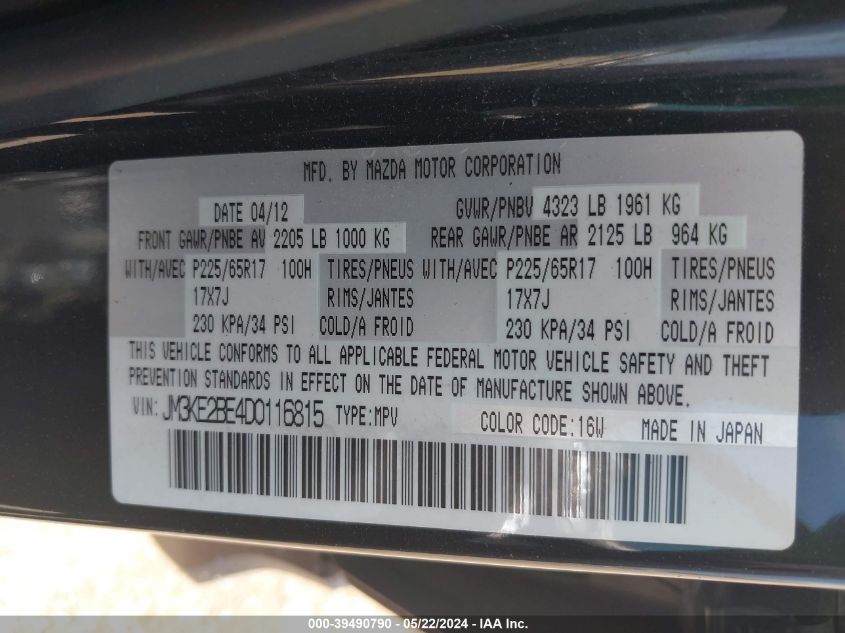 MFD. BY MAZDA MOTOR CORPORATION
DATE 04/12 GVWR/PNBV 4323 LB 1961 KG
FRONT GAWR/PNBE AV 2205 LB 1000 KG REAR GAWR/PNBE AR 2125 LB 964 KG
WITH/AVEC P225/65R17 100H TIRES/PNEUS WITH/AVEC P225/65R17 100H TIRES/PNEUS
17X7J RIMS/JANTES 17X7J RIMS/JANTES
230 KPA/34 PSI COLD/A FROID 230 KPA/34 PSI COLD/A FROID
THIS VEHICLE CONFORMS TO ALL APPLICABLE FEDERAL MOTOR VEHICLE SAFETY AND THEFT
PREVENTION STANDARDS IN EFFECT ON THE DATE OF MANUFACTURE SHOWN ABOVE.
VIN: JM3KE2BE4D0116815 TYPE:MPV COLOR CODE:16W MADE IN JAPAN
000-39490790 - 05/22/2024 - IAA Inc.